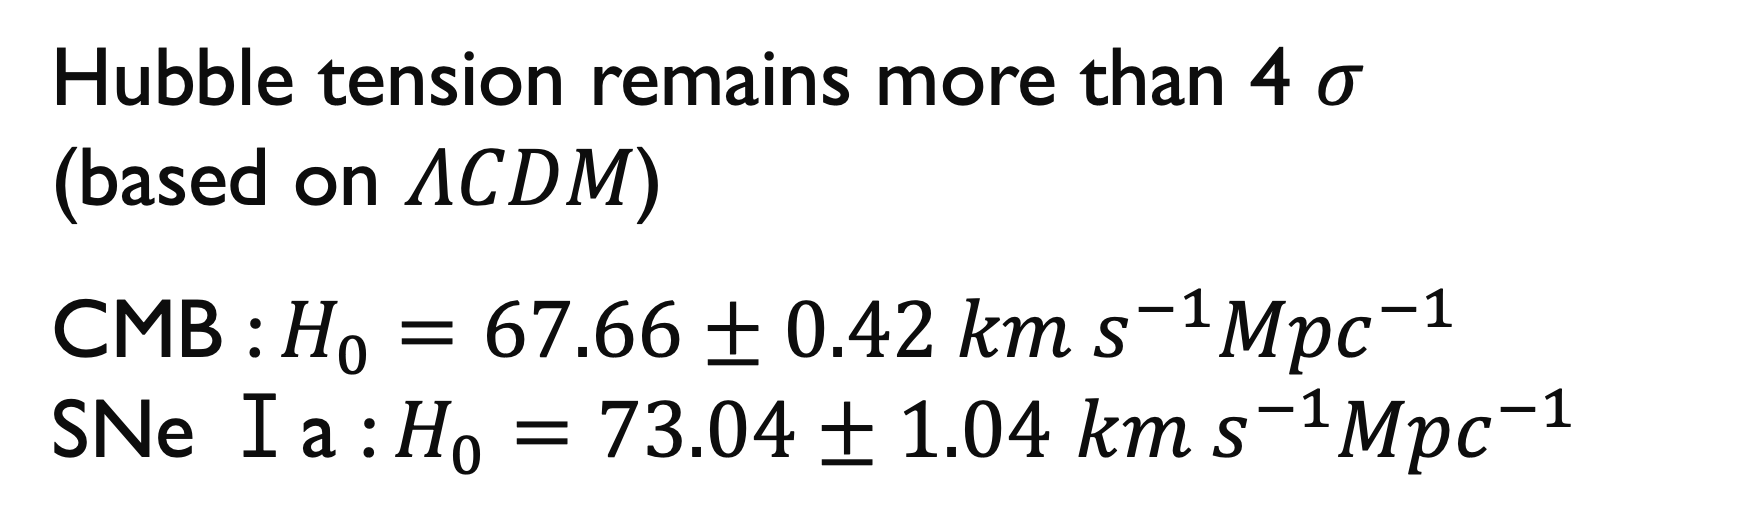 Hubble tension remains more than 4 σ
(based on ΛCDM)
CMB : H₀ = 67.66 ± 0.42 km s⁻¹Mpc⁻¹
SNe Ⅰa : H₀ = 73.04 ± 1.04 km s⁻¹Mpc⁻¹